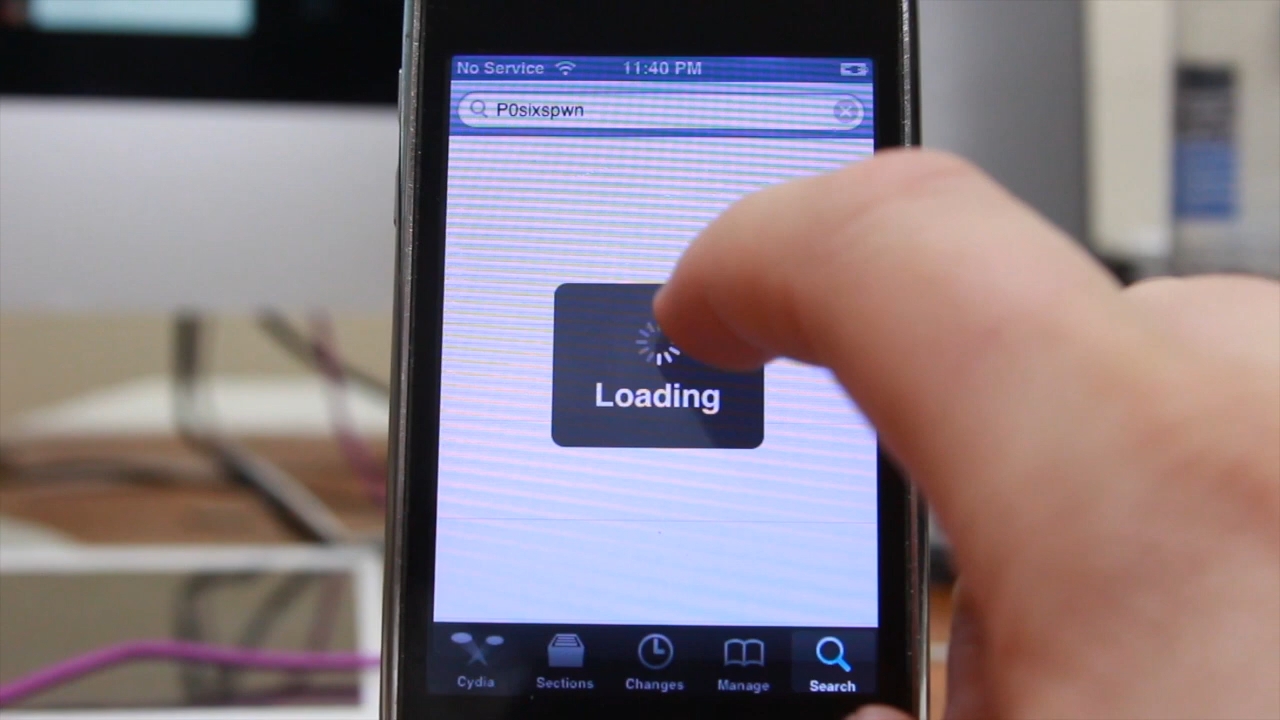 No Service 11:40 PM
P0sixspwn
Loading
Cydia Sections Changes Manage Search